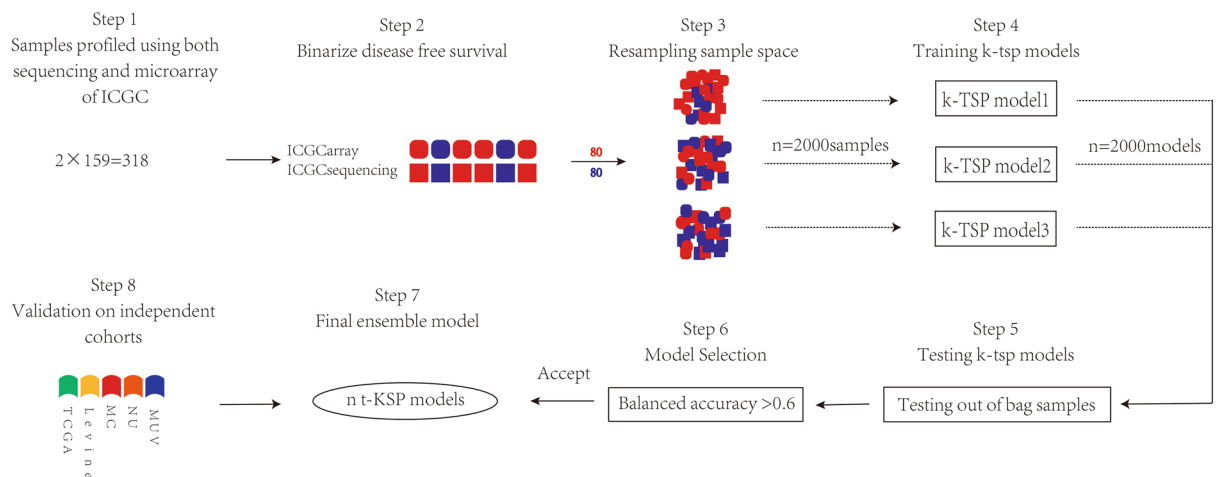 Step 1
Samples profiled using both
sequencing and microarray
of ICGC
2×159=318
Step 2
Binarize disease free survival
ICGCarray
ICGCsequencing
80
80
Step 3
Resampling sample space
n=2000samples
Step 4
Training k-tsp models
k-TSP model1
k-TSP model2
k-TSP model3
n=2000models
Step 5
Testing k-tsp models
Testing out of bag samples
Step 6
Model Selection
Balanced accuracy >0.6
Accept
Step 7
Final ensemble model
n t-KSP models
Step 8
Validation on independent
cohorts
TCGA
Levine
MC
NU
MUV